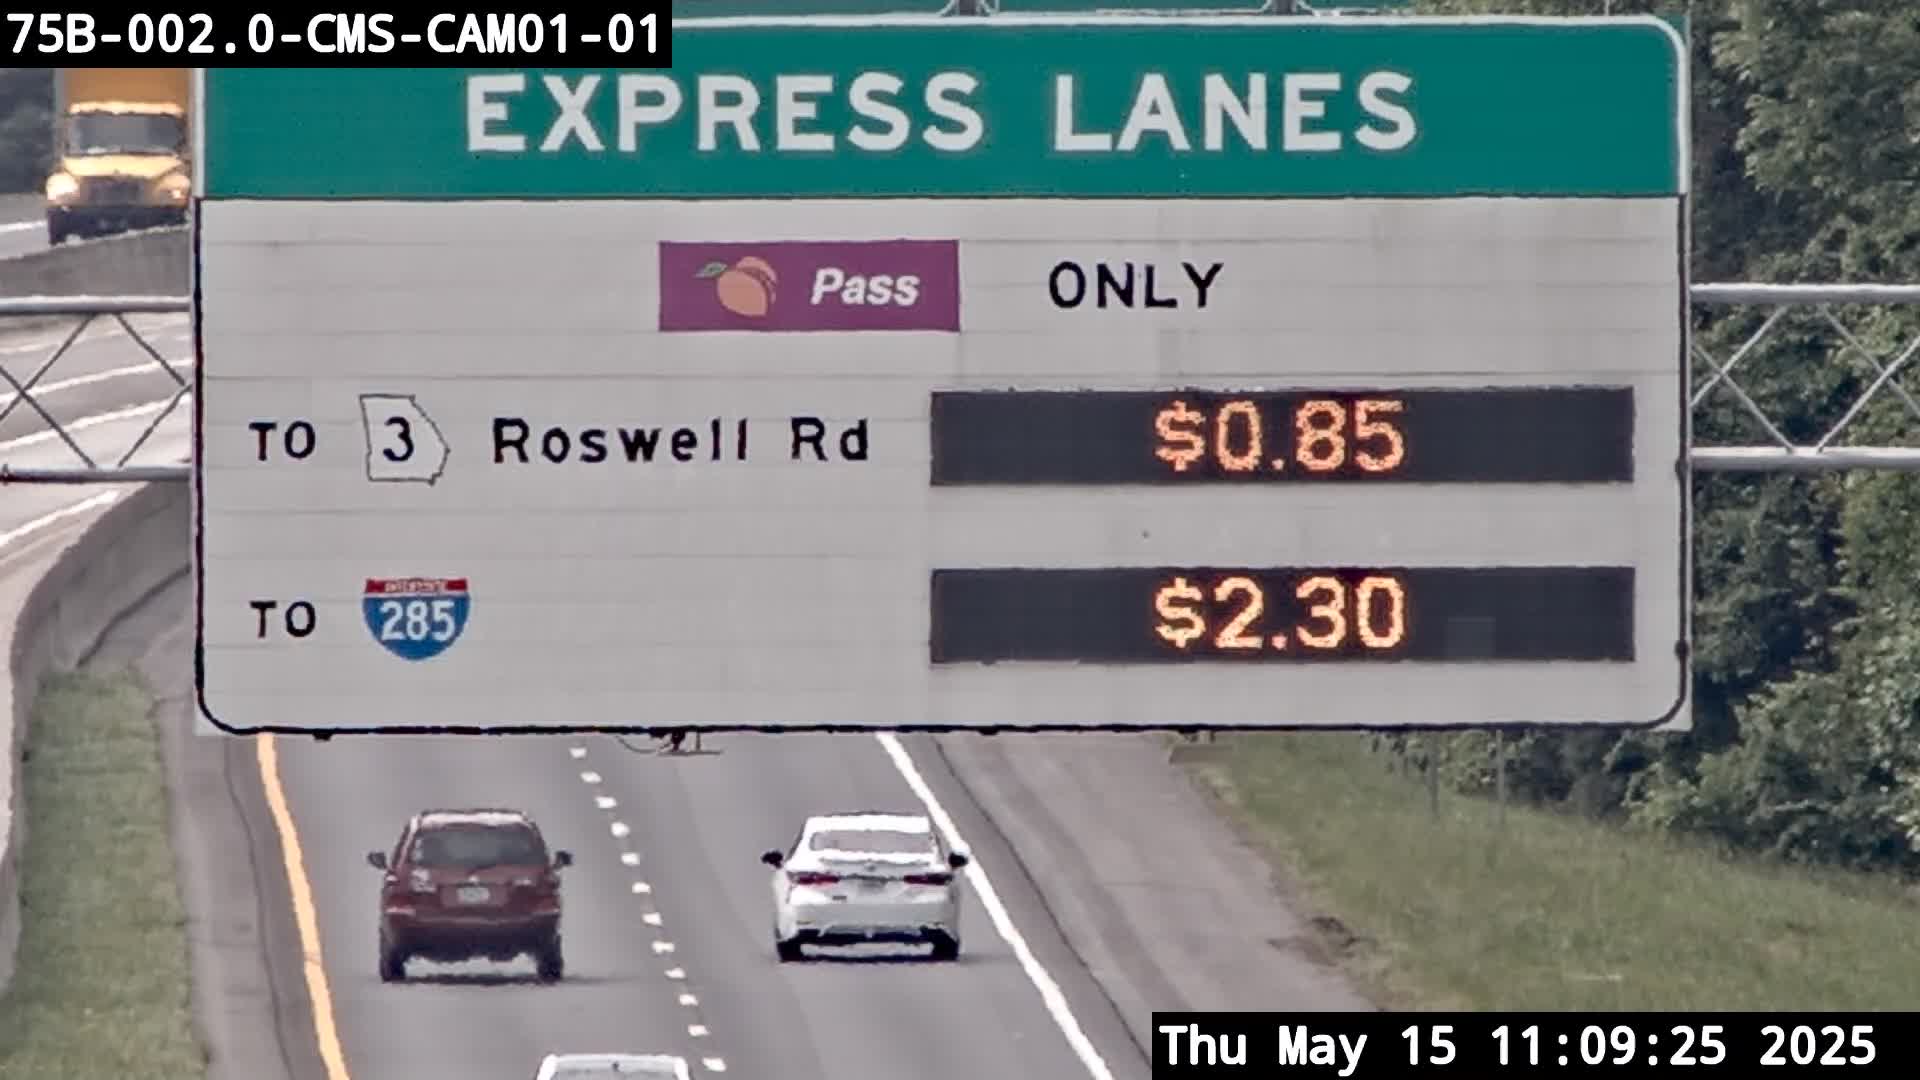 75B-002.0-CMS-CAM01-01
EXPRESS LANES
Pass ONLY
TO 3 Roswell Rd $0.85
INTERSTATE
TO 285 $2.30
Thu May 15 11:09:25 2025